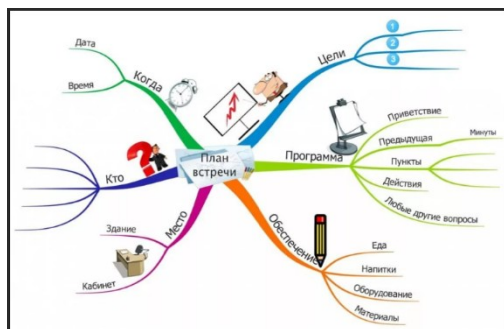 План
встречи
Цели
1
2
3
Программа
Приветствие
Предыдущая
Минуты
Пункты
Действия
Любые другие вопросы
Обеспечение
Еда
Напитки
Оборудование
Материалы
Место
Здание
Кабинет
Кто
Когда
Дата
Время